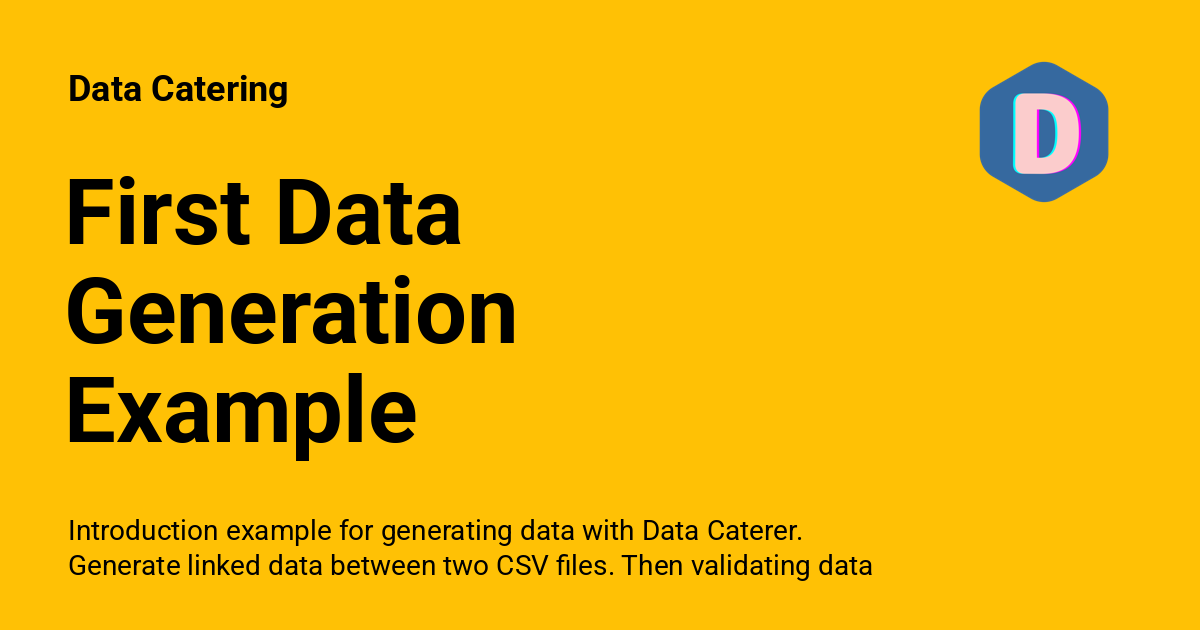 Data Catering
D
First Data
Generation
Example
Introduction example for generating data with Data Caterer.
Generate linked data between two CSV files. Then validating data